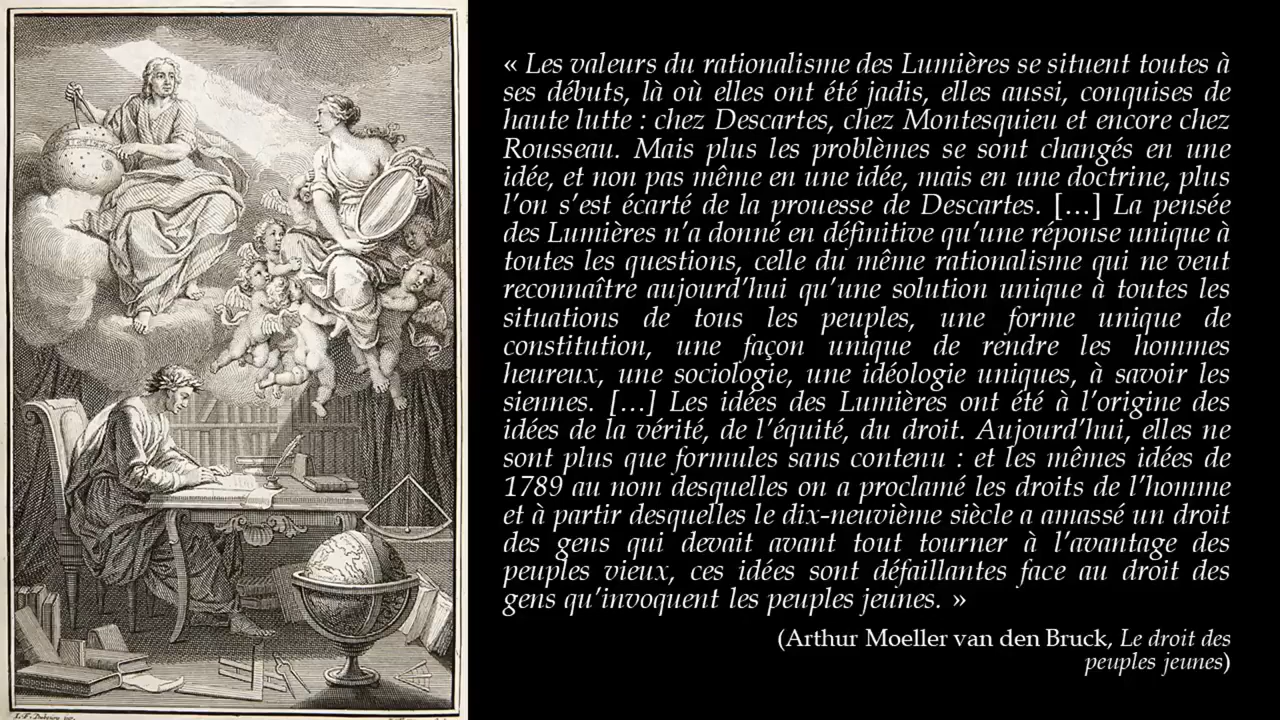 « Les valeurs du rationalisme des Lumières se situent toutes à
ses débuts, là où elles ont été jadis, elles aussi, conquises de
haute lutte : chez Descartes, chez Montesquieu et encore chez
Rousseau. Mais plus les problèmes se sont changés en une
idée, et non pas même en une idée, mais en une doctrine, plus
l’on s’est écarté de la prouesse de Descartes. […] La pensée
des Lumières n’a donné en définitive qu’une réponse unique à
toutes les questions, celle du même rationalisme qui ne veut
reconnaître aujourd’hui qu’une solution unique à toutes les
situations de tous les peuples, une forme unique de
constitution, une façon unique de rendre les hommes
heureux, une sociologie, une idéologie uniques, à savoir les
siennes. […] Les idées des Lumières ont été à l’origine des
idées de la vérité, de l’équité, du droit. Aujourd’hui, elles ne
sont plus que formules sans contenu : et les mêmes idées de
1789 au nom desquelles on a proclamé les droits de l’homme
et à partir desquelles le dix-neuvième siècle a amassé un droit
des gens qui devait avant tout tourner à l’avantage des
peuples vieux, ces idées sont défaillantes face au droit des
gens qu’invoquent les peuples jeunes. »
(Arthur Moeller van den Bruck, Le droit des
peuples jeunes)